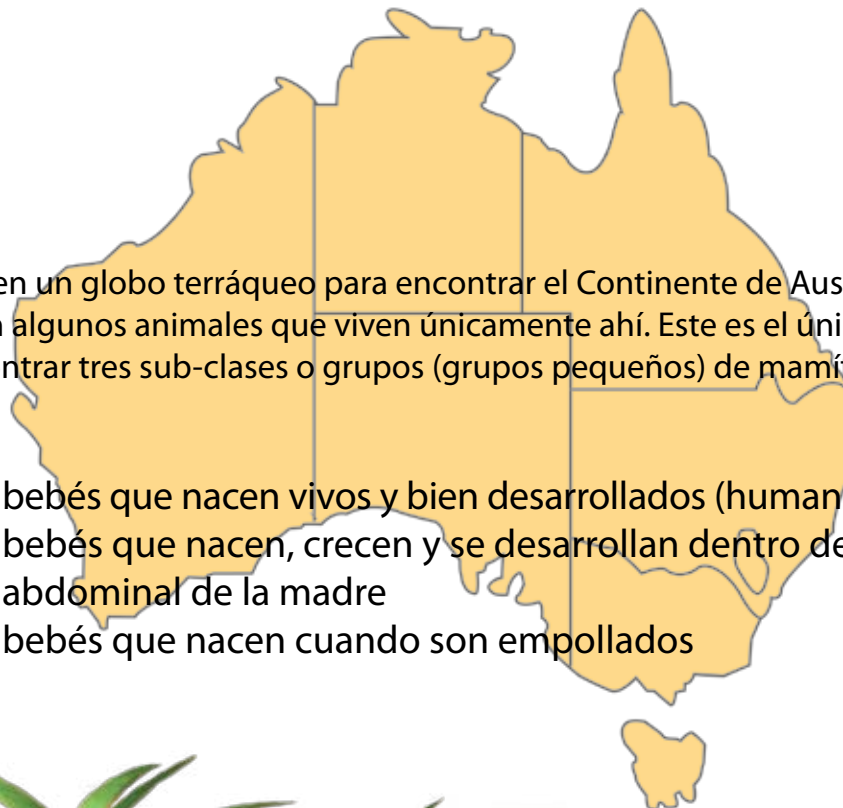 en un globo terráqueo para encontrar el Continente de Aus
algunos animales que viven únicamente ahí. Este es el úni
ntrar tres sub-clases o grupos (grupos pequeños) de mamí
bebés que nacen vivos y bien desarrollados (human
bebés que nacen, crecen y se desarrollan dentro de
abdominal de la madre
bebés que nacen cuando son empollados